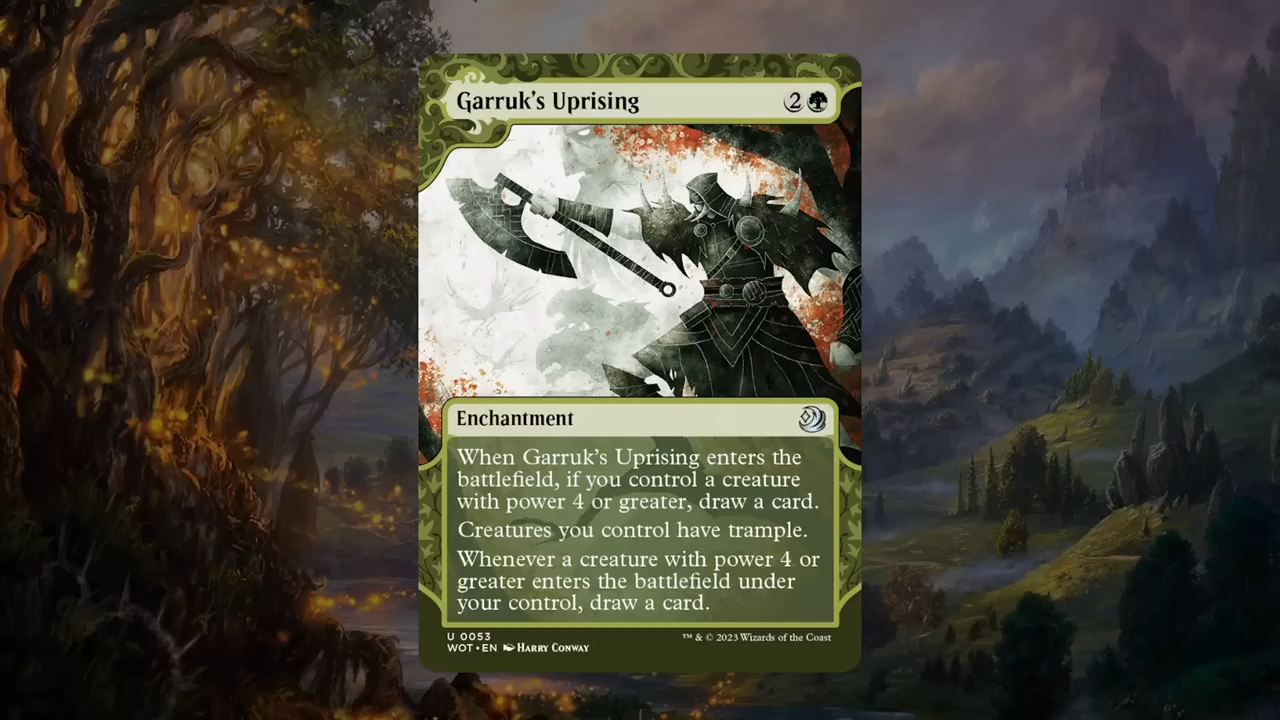 Garruk's Uprising 2
Enchantment
When Garruk's Uprising enters the
battlefield, if you control a creature
with power 4 or greater, draw a card.
Creatures you control have trample.
Whenever a creature with power 4 or
greater enters the battlefield under
your control, draw a card.
U 0053
WOT•EN Harry Conway
™ & © 2023 Wizards of the Coast